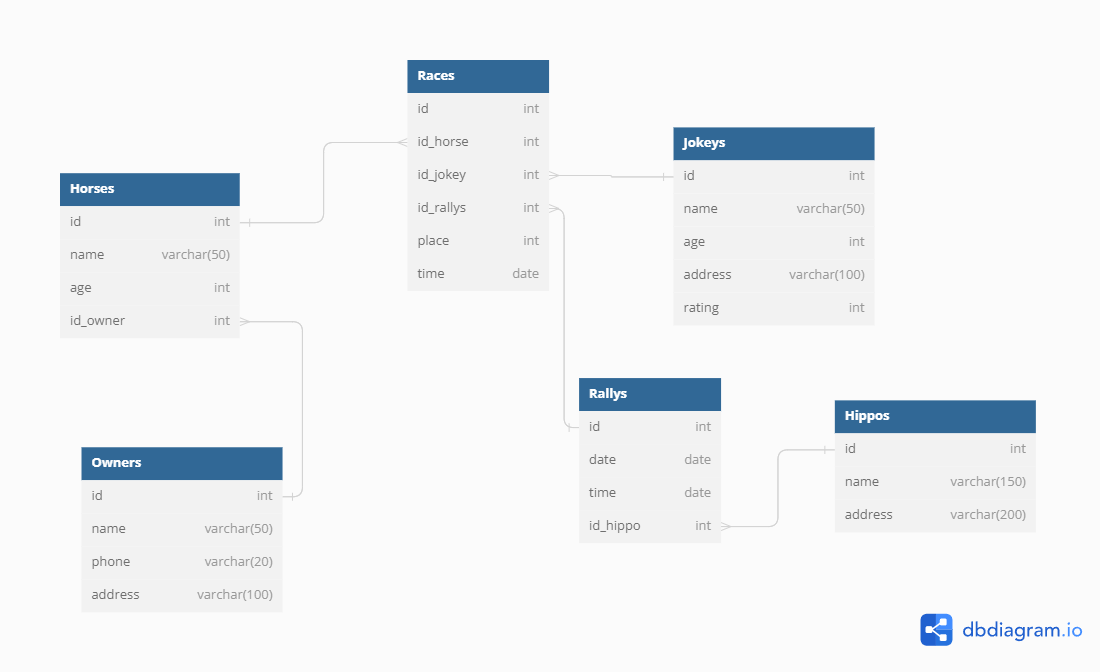 Races
id int
id_horse int
id_jokey int
id_rallys int
place int
time date
Jokeys
id int
name varchar(50)
age int
address varchar(100)
rating int
Horses
id int
name varchar(50)
age int
id_owner int
Rallys
id int
date date
time date
id_hippo int
Hippos
id int
name varchar(150)
address varchar(200)
Owners
id int
name varchar(50)
phone varchar(20)
address varchar(100)
dbdiagram.io